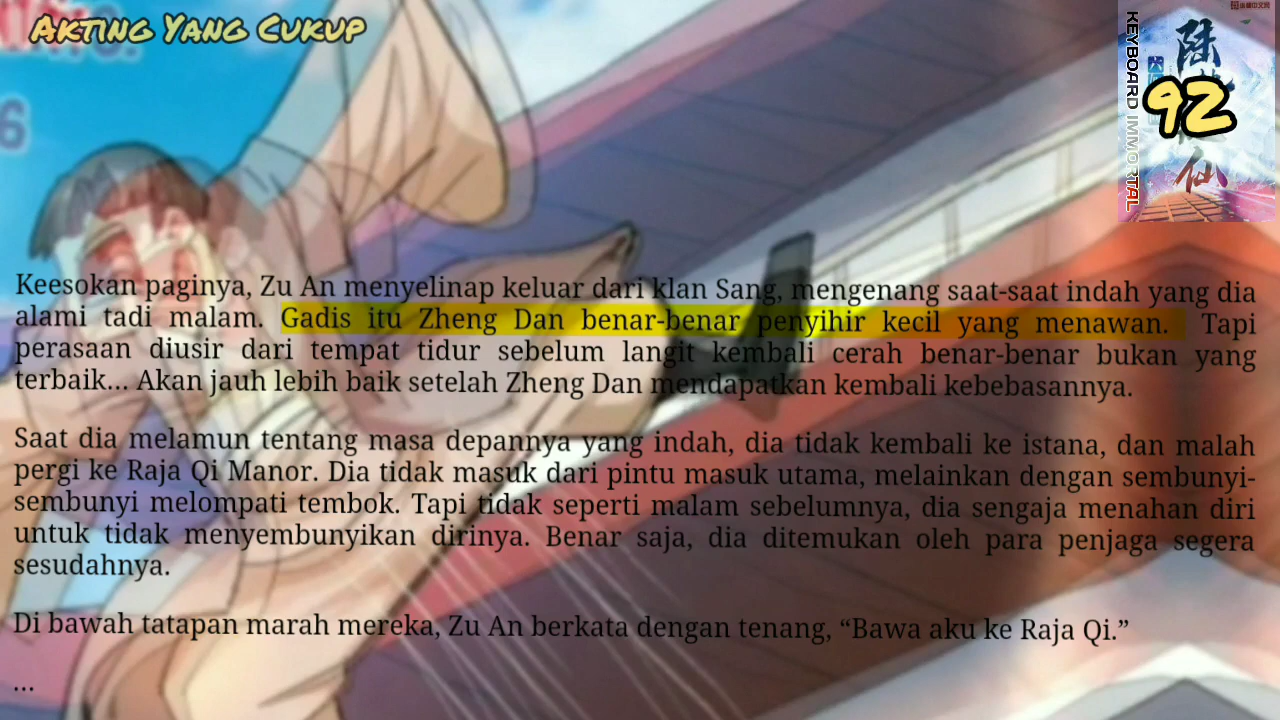 Akting Yang Cukup
6
KEYBOARD IMMORTAL
陆
仙
92
Keesokan paginya, Zu An menyelinap keluar dari klan Sang, mengenang saat-saat indah yang dia
alami tadi malam. Gadis itu Zheng Dan benar-benar penyihir kecil yang menawan. Tapi
perasaan diusir dari tempat tidur sebelum langit kembali cerah benar-benar bukan yang
terbaik... Akan jauh lebih baik setelah Zheng Dan mendapatkan kembali kebebasannya.
Saat dia melamun tentang masa depannya yang indah, dia tidak kembali ke istana, dan malah
pergi ke Raja Qi Manor. Dia tidak masuk dari pintu masuk utama, melainkan dengan sembunyi-
sembunyi melompati tembok. Tapi tidak seperti malam sebelumnya, dia sengaja menahan diri
untuk tidak menyembunyikan dirinya. Benar saja, dia ditemukan oleh para penjaga segera
sesudahnya.
Di bawah tatapan marah mereka, Zu An berkata dengan tenang, “Bawa aku ke Raja Qi.”
...